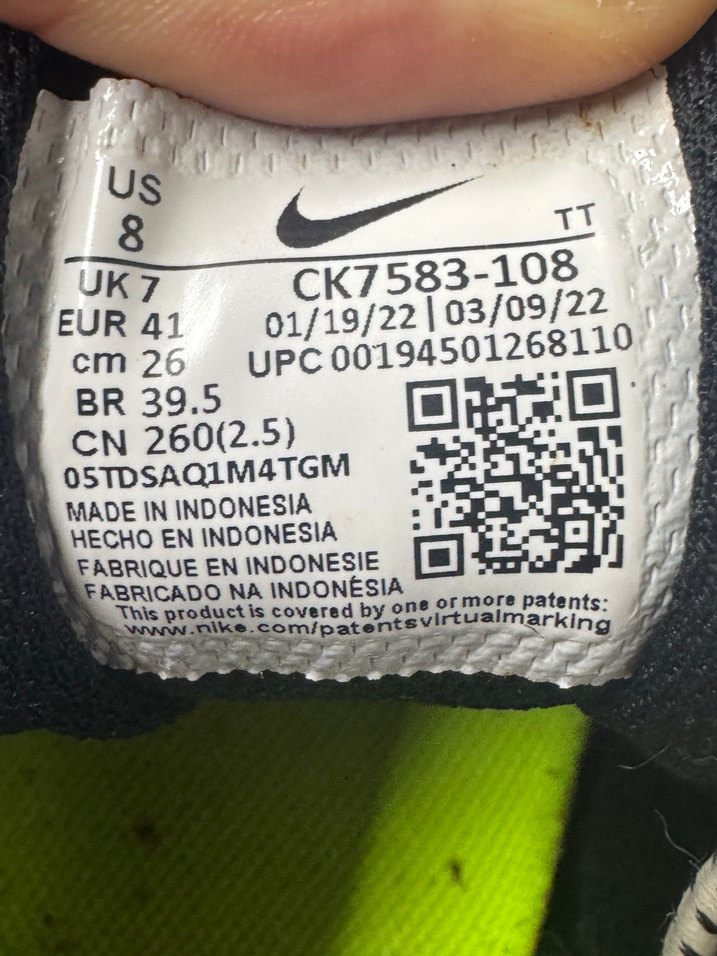 US
8
TT
UK 7
CK7583-108
EUR 41
01/19/22 | 03/09/22
cm 26
UPC 00194501268110
BR 39.5
CN 260(2.5)
05TDSAQ1M4TGM
MADE IN INDONESIA
HECHO EN INDONESIA
FABRIQUE EN INDONESIE
FABRICADO NA INDONÉSIA
This product is covered by one or more patents:
www.nike.com/patentsvirtualmarking